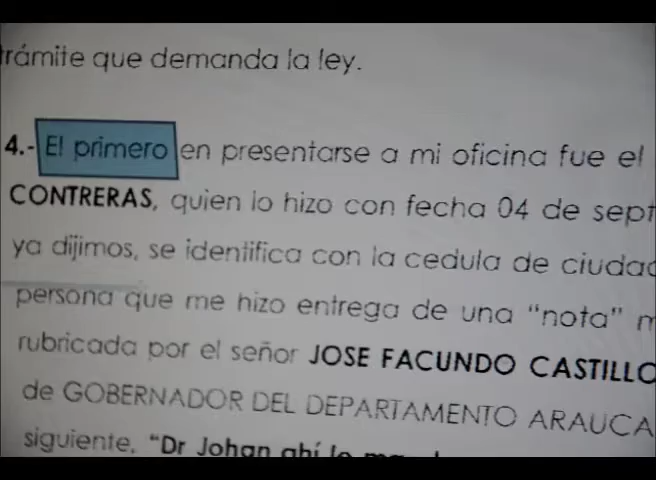 trámite que demanda la ley.
4.- El primero en presentarse a mi oficina fue el
CONTRERAS, quien lo hizo con fecha 04 de sept
ya dijimos, se identifica con la cedula de ciudad
persona que me hizo entrega de una "nota" m
rubricada por el señor JOSE FACUNDO CASTILLO
de GOBERNADOR DEL DEPARTAMENTO ARAUCA
siguiente. "Dr Johan ahí lo